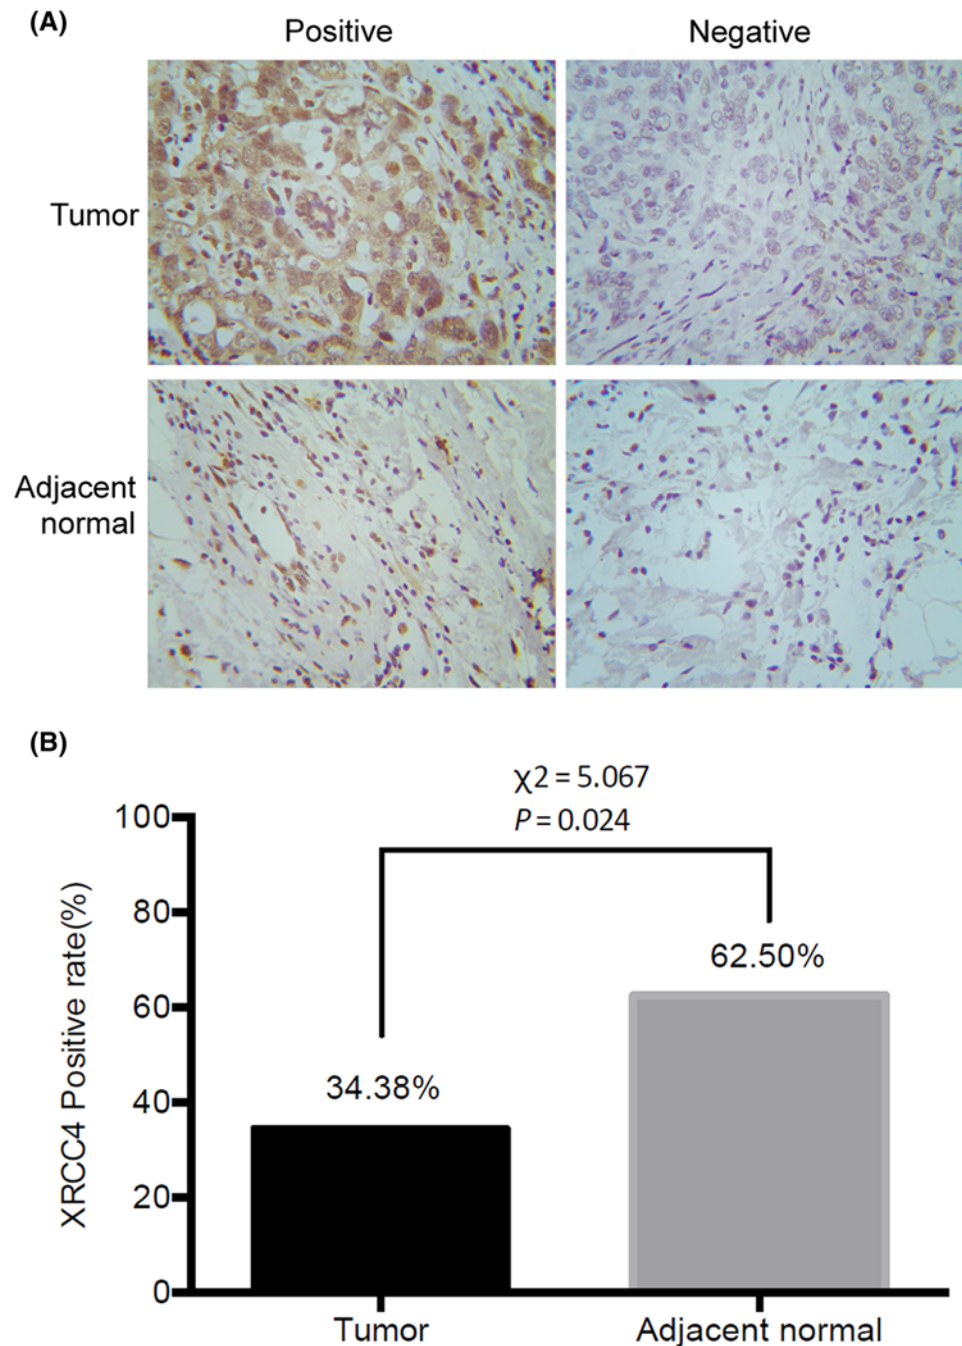 (A)
Positive
Negative
Tumor
Adjacent
normal
(B)
χ2 = 5.067
P = 0.024
XRCC4 Positive rate(%)
100
80
60
40
20
0
34.38%
62.50%
Tumor
Adjacent normal